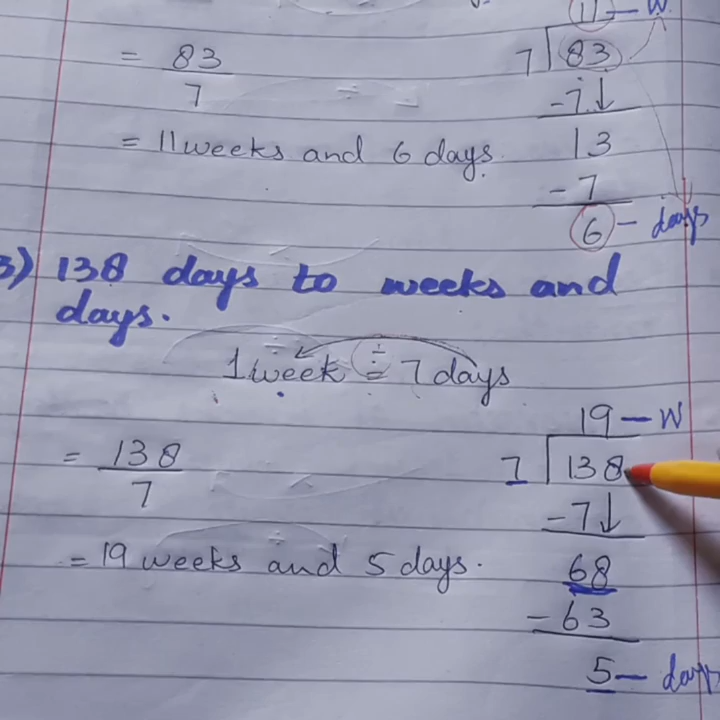 11 – W
= 83/7
7 | 83
-7↓
= 11 weeks and 6 days.
13
-7
6 – days
3) 138 days to weeks and
days.
÷
1 week = 7 days
19 – W
= 138/7
7 | 138
-7↓
= 19 weeks and 5 days.
68
-63
5 – days